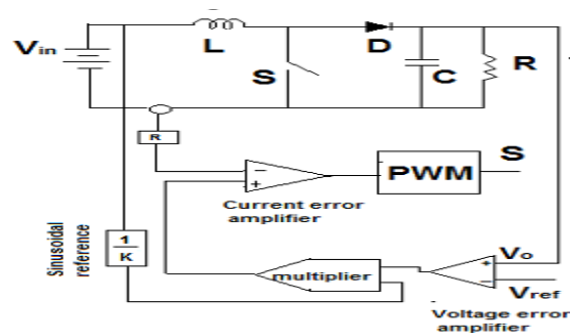 Vin
L
D
S
C
R
R
S
PWM
Current error
amplifier
Sinusoidal
reference
1
K
multiplier
Vo
Vref
Voltage error
amplifier